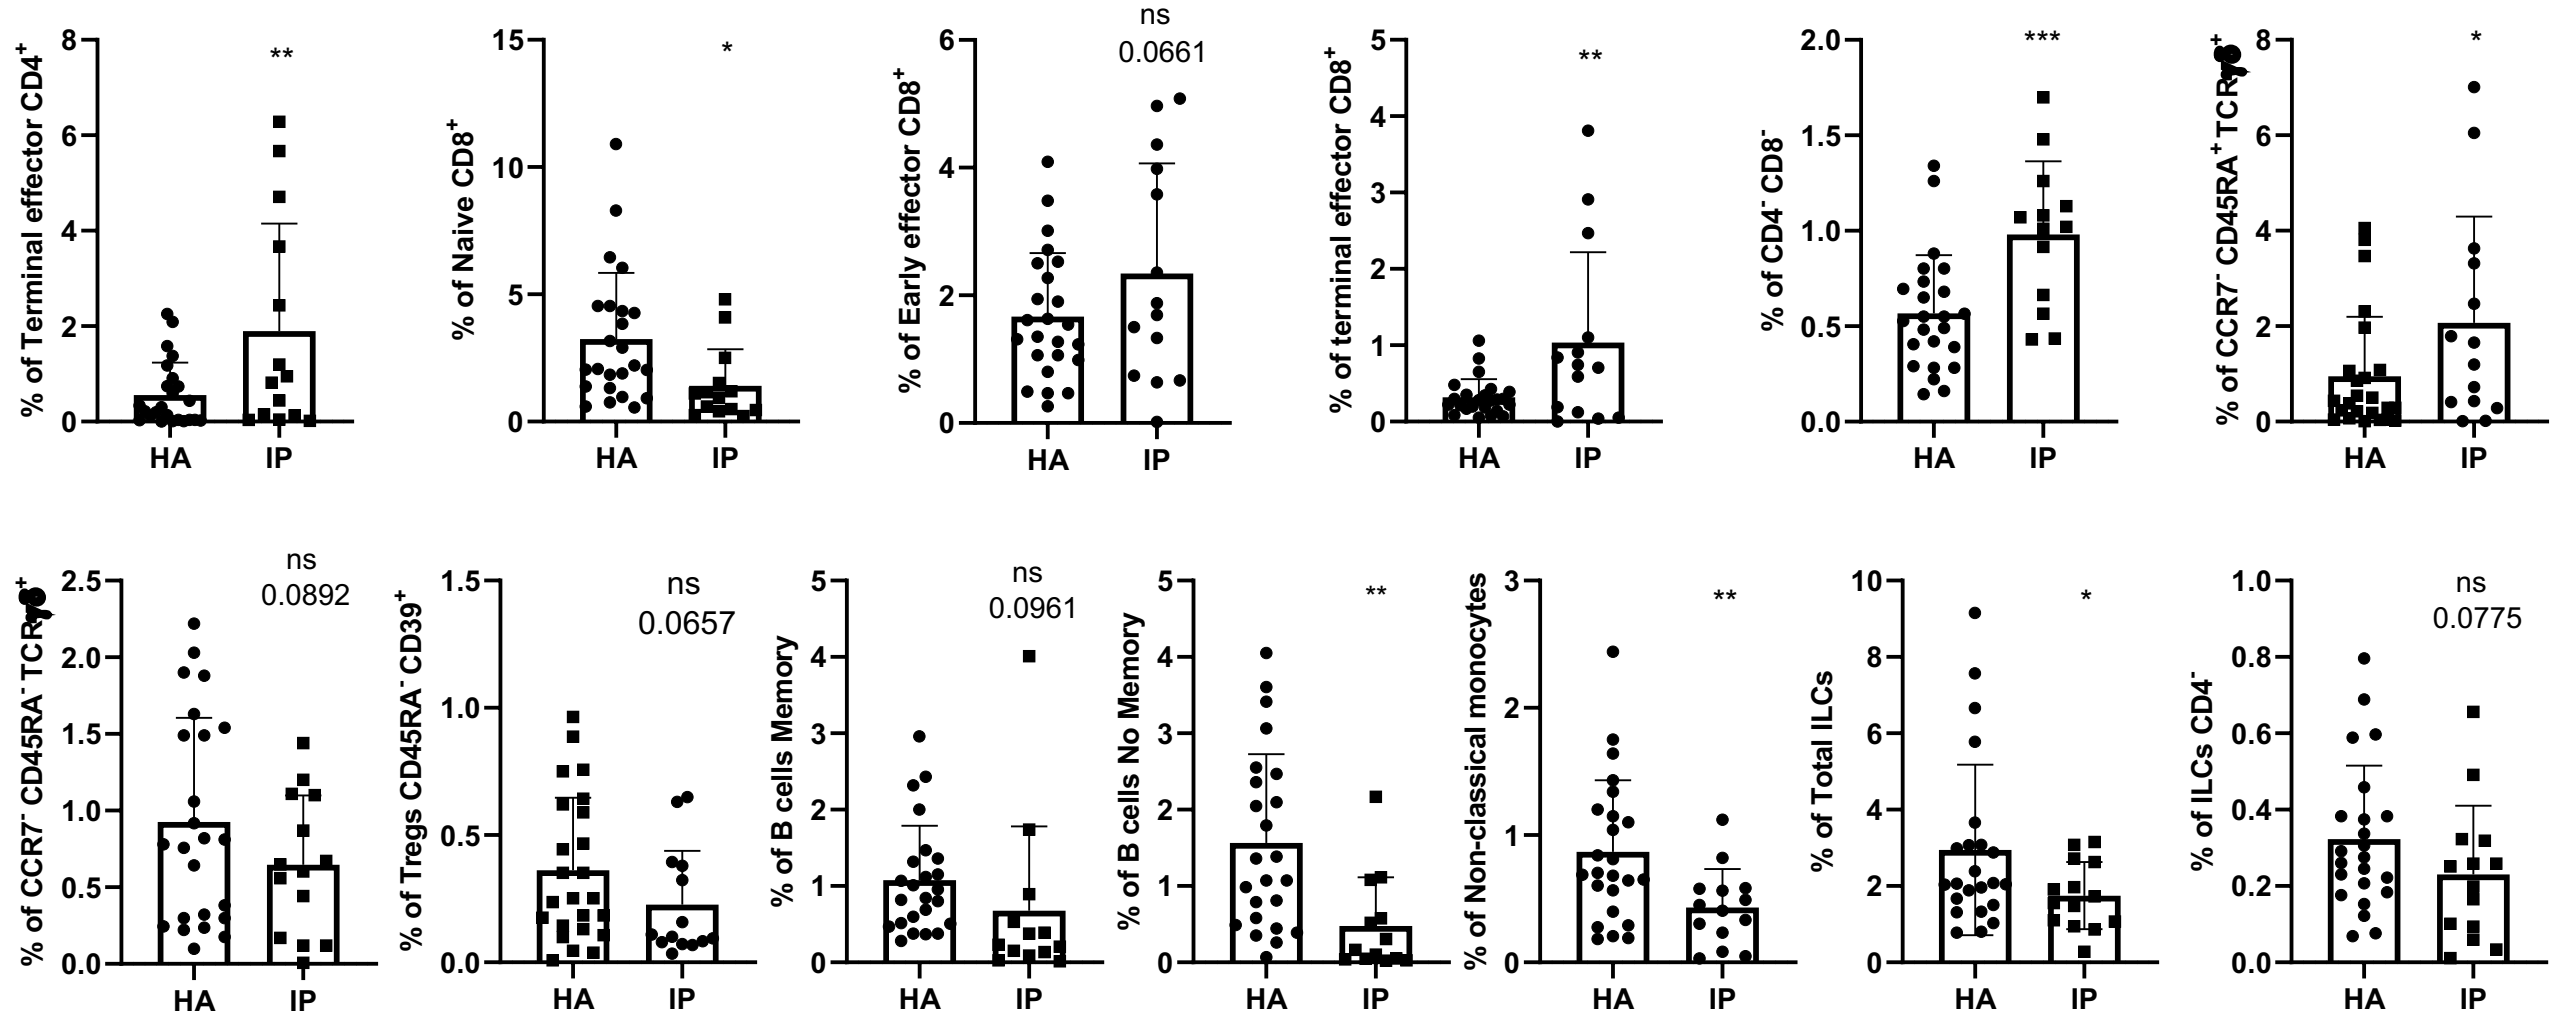 % of Terminal effector CD4+
8
6
4
2
0
**
HA IP
% of Naive CD8+
15
10
5
0
*
HA IP
% of Early effector CD8+
6
4
2
0
ns
0.0661
HA IP
% of terminal effector CD8+
5
4
3
2
1
0
**
HA IP
% of CD4- CD8-
2.0
1.5
1.0
0.5
0.0
***
HA IP
% of CCR7- CD45RA+ TCR +
8
6
4
2
0
*
HA IP
% of CCR7- CD45RA- TCR +
2.5
2.0
1.5
1.0
0.5
0.0
ns
0.0892
HA IP
% of Tregs CD45RA- CD39+
1.5
1.0
0.5
0.0
ns
0.0657
HA IP
% of B cells Memory
5
4
3
2
1
0
ns
0.0961
HA IP
% of B cells No Memory
5
4
3
2
1
0
**
HA IP
% of Non-classical monocytes
3
2
1
0
**
HA IP
% of Total ILCs
10
8
6
4
2
0
*
HA IP
% of ILCs CD4-
1.0
0.8
0.6
0.4
0.2
0.0
ns
0.0775
HA IP